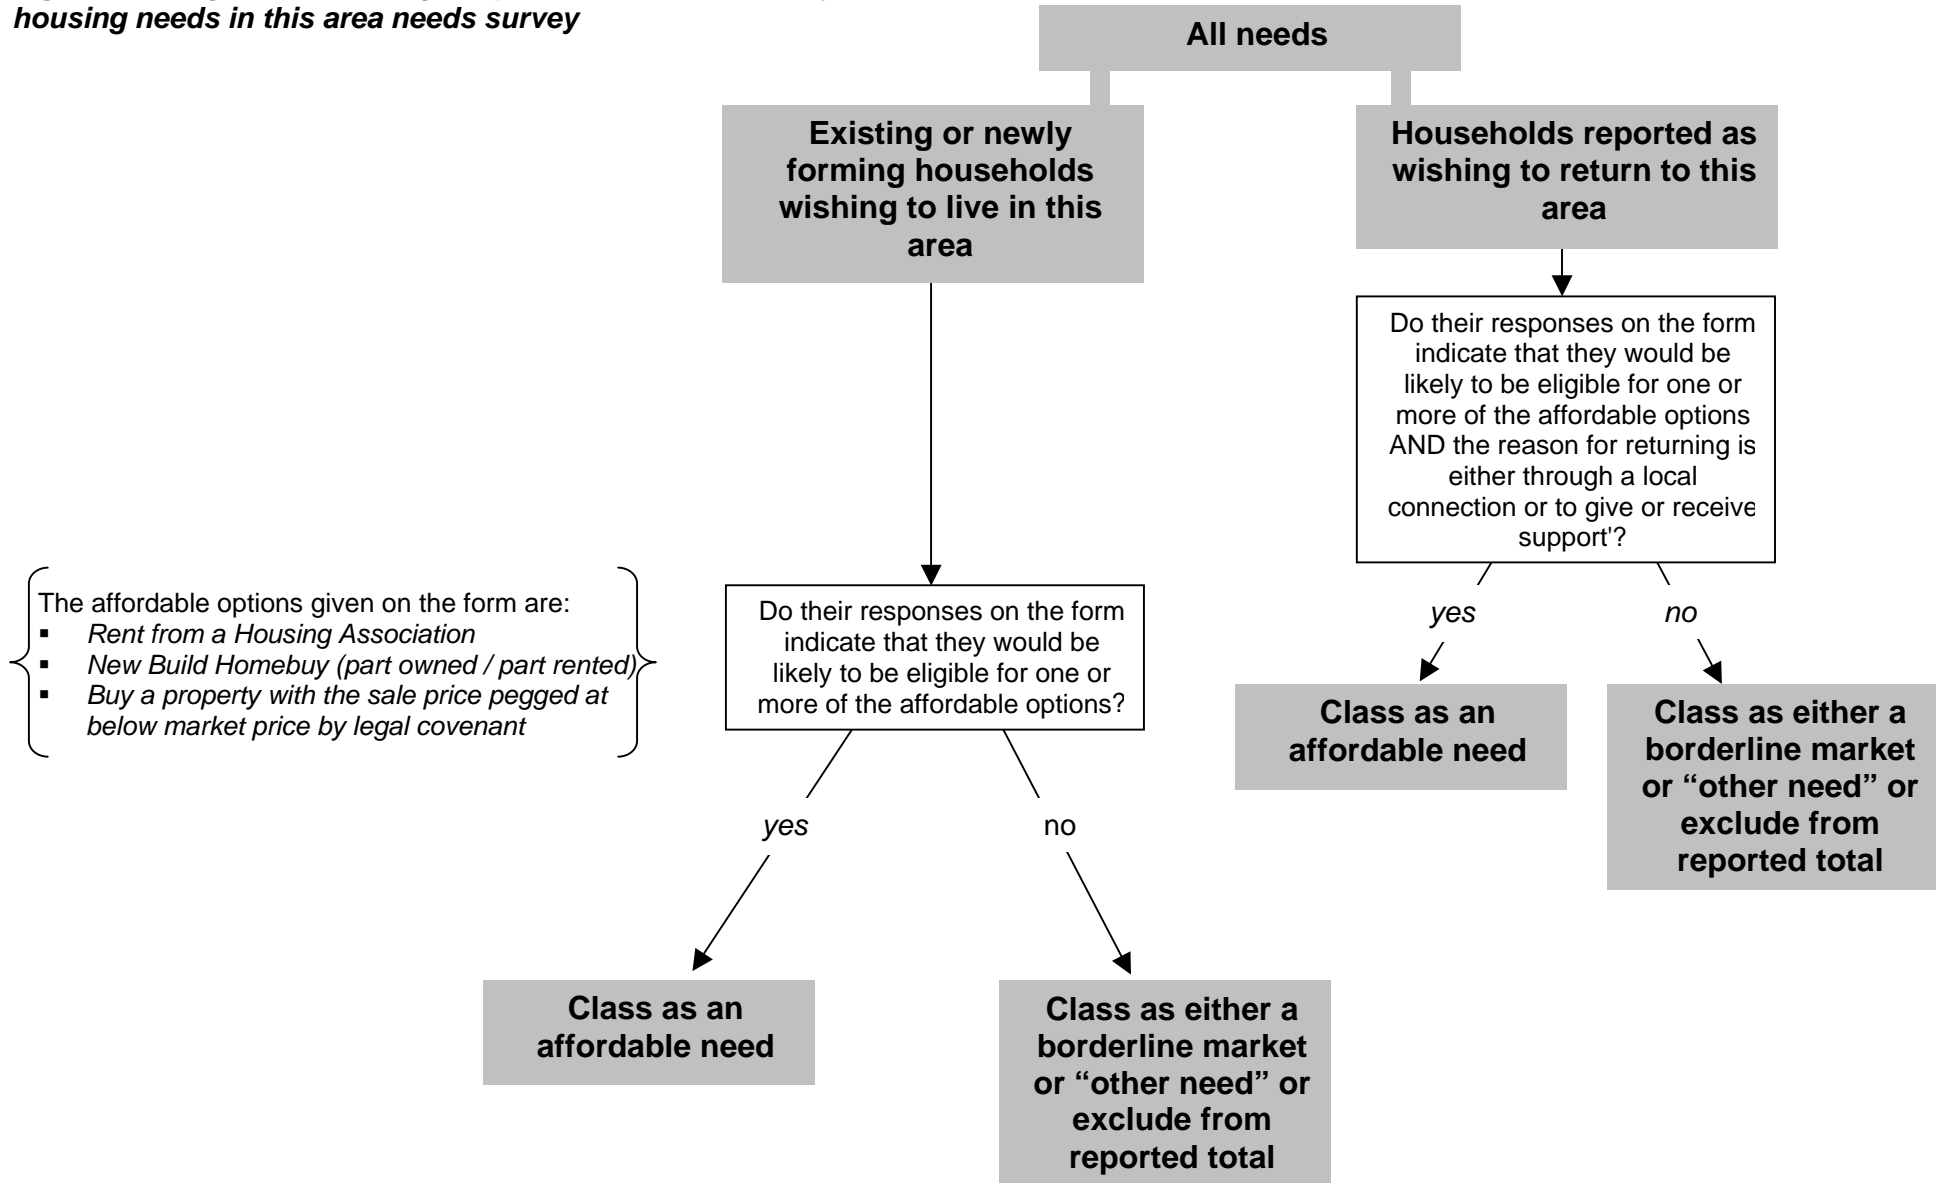 housing needs in this area needs survey
All needs
Existing or newly
forming households
wishing to live in this
area
Households reported as
wishing to return to this
area
Do their responses on the form
indicate that they would be
likely to be eligible for one or
more of the affordable options
AND the reason for returning is
either through a local
connection or to give or receive
support'?
yes
no
Class as an
affordable need
Class as either a
borderline market
or “other need” or
exclude from
reported total
The affordable options given on the form are:
▪ Rent from a Housing Association
▪ New Build Homebuy (part owned / part rented)
▪ Buy a property with the sale price pegged at
below market price by legal covenant
Do their responses on the form
indicate that they would be
likely to be eligible for one or
more of the affordable options?
yes
no
Class as an
affordable need
Class as either a
borderline market
or “other need” or
exclude from
reported total